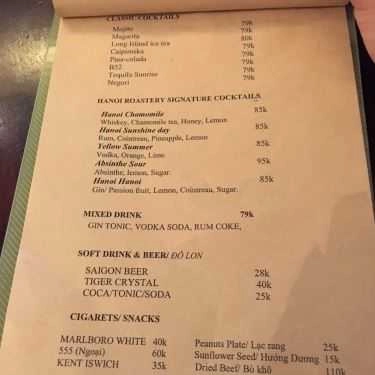 CLASSIC COCKTAILS
Mojito 79k
Magarita 79k
Long Island ice tea 80k
Caipiroska 79k
Pina-colada 79k
B52 79k
Tequila Sunrise 79k
Negori 79k
HANOI ROASTERY SIGNATURE COCKTAILS
Hanoi Chamomile 85k
Whiskey, Chamomile tea, Honey, Lemon
Hanoi Sunshine day 85k
Rum, Cointreau, Pineapple, Lemon
Yellow Summer 85k
Vodka, Orange, Lime
Absinthe Sour 95k
Absinthe, lemon, Sugar.
Hanoi Hanoi 85k
Gin/ Passion fruit, Lemon, Cointreau, Sugar.
MIXED DRINK 79k
GIN TONIC, VODKA SODA, RUM COKE,
SOFT DRINK & BEER/ ĐỒ LON
SAIGON BEER 28k
TIGER CRYSTAL 40k
COCA/TONIC/SODA 25k
CIGARETS/ SNACKS
MARLBORO WHITE 40k
555 (Ngoại) 60k
KENT ISWICH 35k
Peanuts Plate/ Lạc rang 25k
Sunflower Seed/ Hướng Dương 15k
Dried Beef/ Bò khô 110k